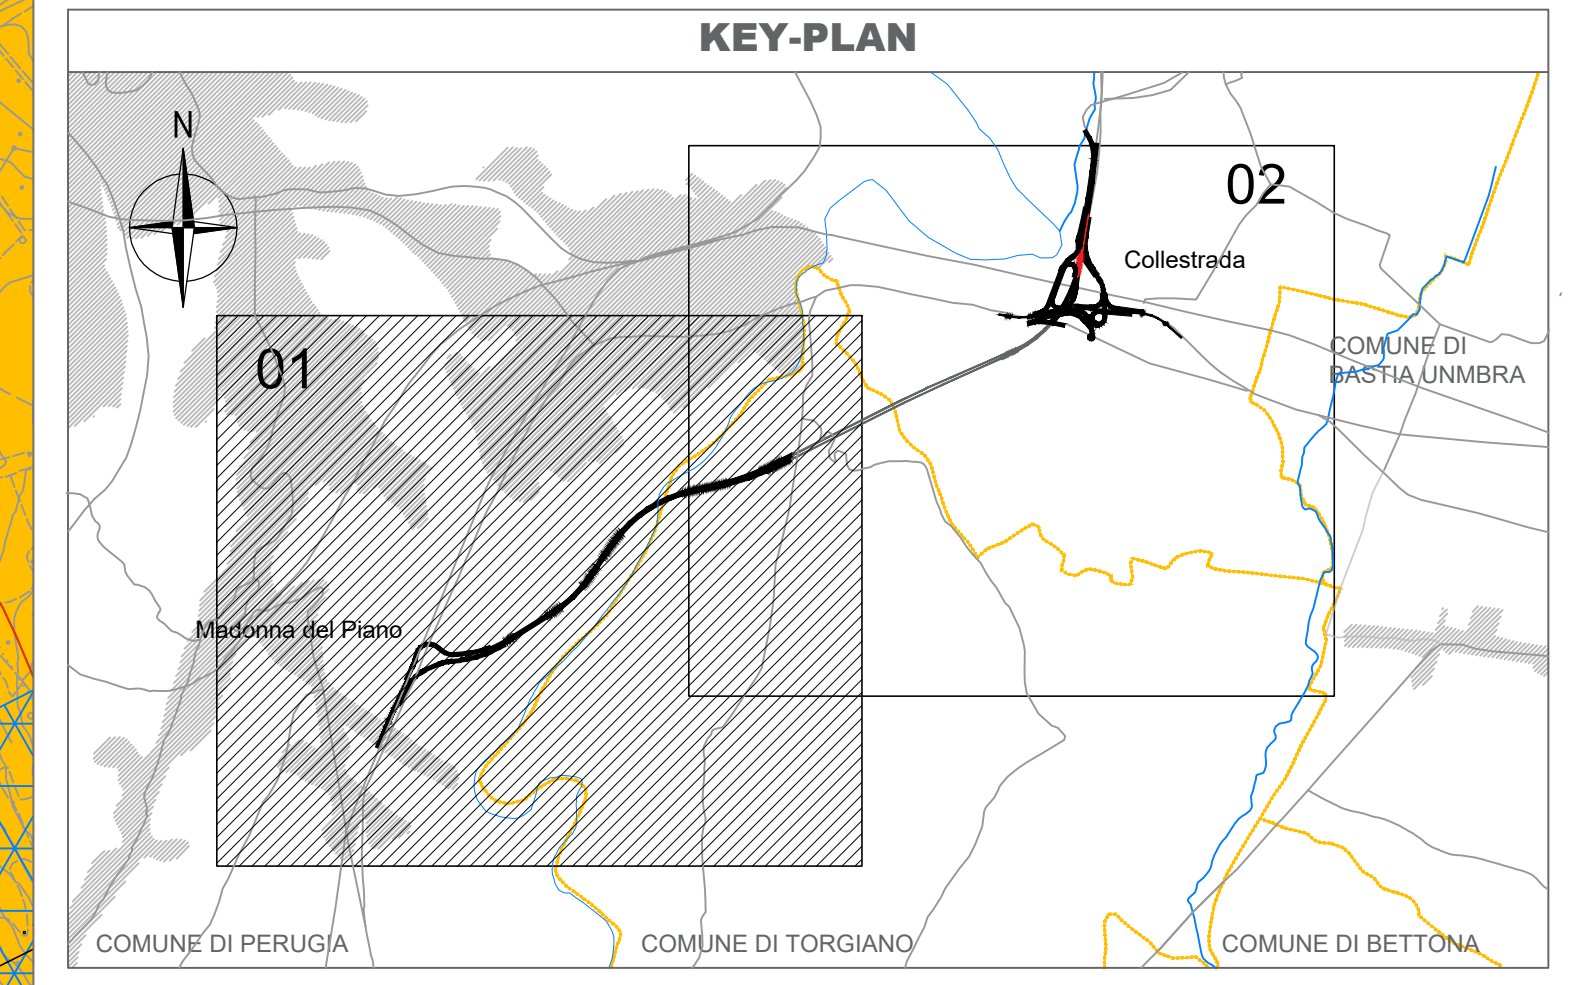 KEY-PLAN
N
02
Collestrada
COMUNE DI
BASTIA UNMBRA
01
Madonna del Piano
COMUNE DI PERUGIA
COMUNE DI TORGIANO
COMUNE DI BETTONA